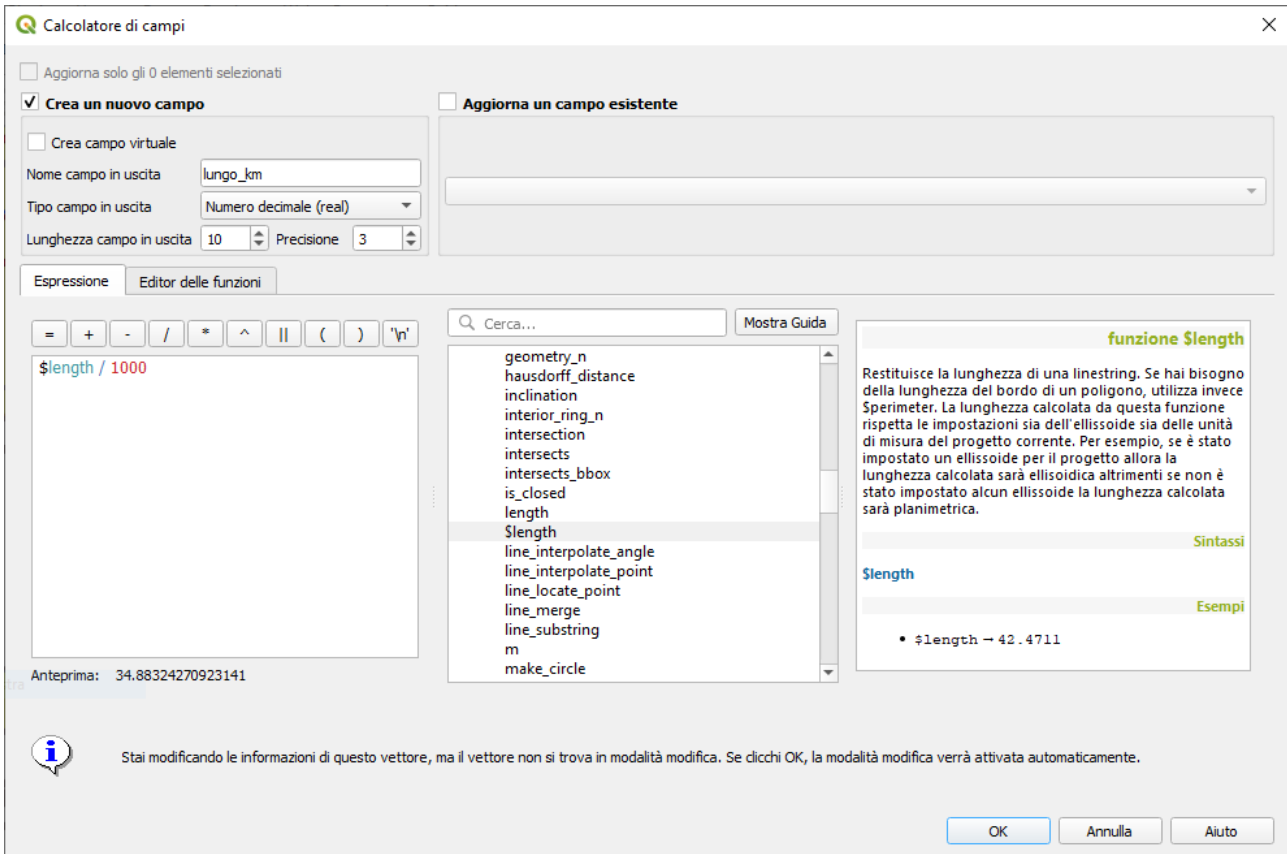 Calcolatore di campi
Aggiorna solo gli 0 elementi selezionati
Crea un nuovo campo
Aggiorna un campo esistente
Crea campo virtuale
Nome campo in uscita lungo_km
Tipo campo in uscita Numero decimale (real)
Lunghezza campo in uscita 10 Precisione 3
Espressione Editor delle funzioni
= + - / * ^ || ( ) '\n'
$length / 1000
Anteprima: 34.88324270923141
Cerca... Mostra Guida
geometry_n
hausdorff_distance
inclination
interior_ring_n
intersection
intersects
intersects_bbox
is_closed
length
$length
line_interpolate_angle
line_interpolate_point
line_locate_point
line_merge
line_substring
m
make_circle
funzione $length
Restituisce la lunghezza di una linestring. Se hai bisogno
della lunghezza del bordo di un poligono, utilizza invece
$perimeter. La lunghezza calcolata da questa funzione
rispetta le impostazioni sia dell'ellissoide sia delle unità
di misura del progetto corrente. Per esempio, se è stato
impostato un ellissoide per il progetto allora la
lunghezza calcolata sarà ellisoidica altrimenti se non è
stato impostato alcun ellissoide la lunghezza calcolata
sarà planimetrica.
Sintassi
$length
Esempi
• $length → 42.4711
Stai modificando le informazioni di questo vettore, ma il vettore non si trova in modalità modifica. Se clicchi OK, la modalità modifica verrà attivata automaticamente.
OK Annulla Aiuto